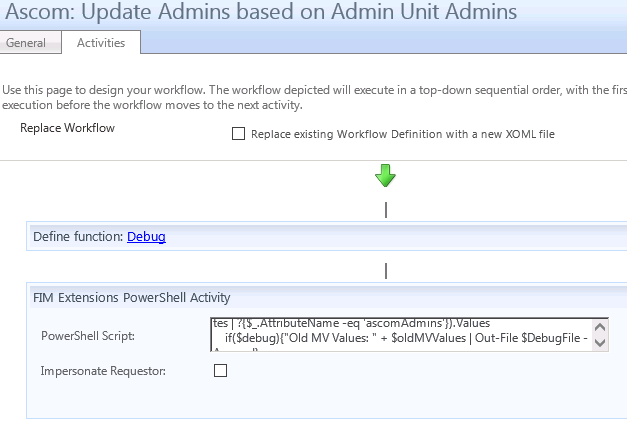 Ascom: Update Admins based on Admin Unit Admins
General
Activities
Use this page to design your workflow. The workflow depicted will execute in a top-down sequential order, with the firs
execution before the workflow moves to the next activity.
Replace Workflow
Replace existing Workflow Definition with a new XOML file
Define function: Debug
FIM Extensions PowerShell Activity
PowerShell Script:
tes | ?{$_.AttributeName -eq 'ascomAdmins'}).Values
if($debug){"Old MV Values: " + $oldMVValues | Out-File $DebugFile -
Impersonate Requestor: